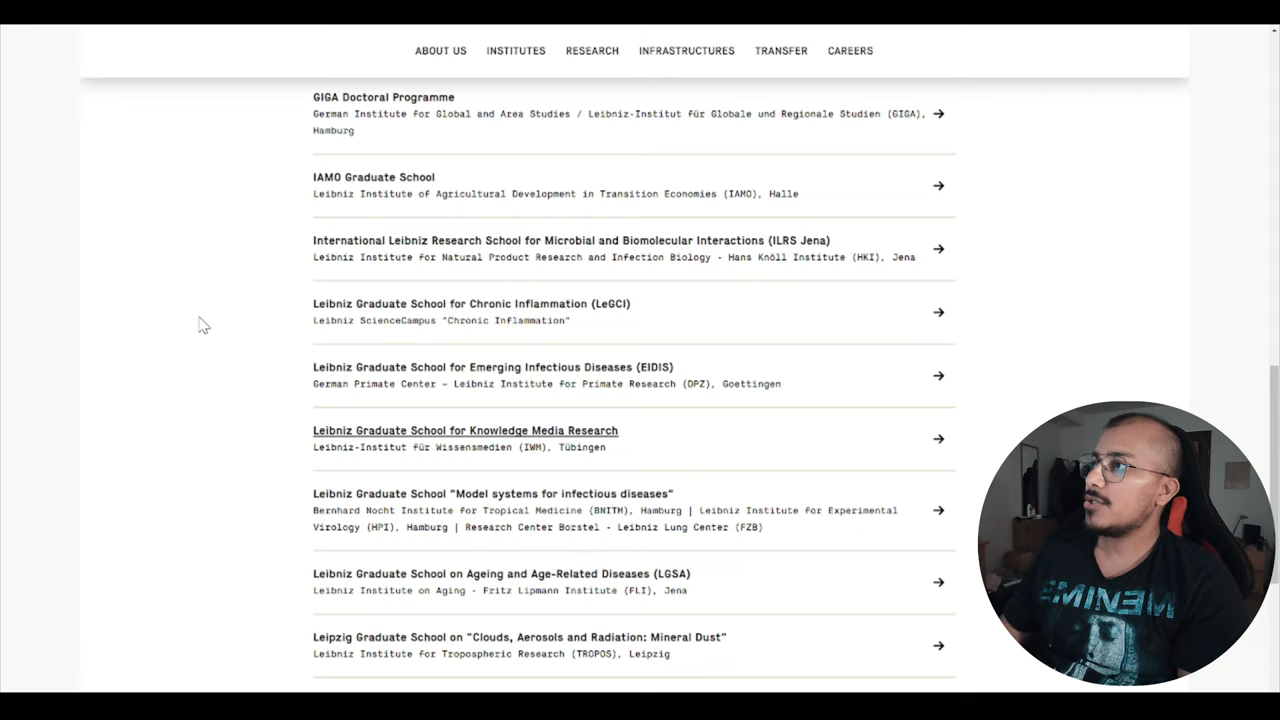 ABOUT US INSTITUTES RESEARCH INFRASTRUCTURES TRANSFER CAREERS
GIGA Doctoral Programme
German Institute for Global and Area Studies / Leibniz-Institut für Globale und Regionale Studien (GIGA),
Hamburg
IAMO Graduate School
Leibniz Institute of Agricultural Development in Transition Economies (IAMO), Halle
International Leibniz Research School for Microbial and Biomolecular Interactions (ILRS Jena)
Leibniz Institute for Natural Product Research and Infection Biology - Hans Knöll Institute (HKI), Jena
Leibniz Graduate School for Chronic Inflammation (LeGCI)
Leibniz ScienceCampus "Chronic Inflammation"
Leibniz Graduate School for Emerging Infectious Diseases (EIDIS)
German Primate Center – Leibniz Institute for Primate Research (DPZ), Goettingen
Leibniz Graduate School for Knowledge Media Research
Leibniz-Institut für Wissensmedien (IWM), Tübingen
Leibniz Graduate School "Model systems for infectious diseases"
Bernhard Nocht Institute for Tropical Medicine (BNITM), Hamburg | Leibniz Institute for Experimental
Virology (HPI), Hamburg | Research Center Borstel - Leibniz Lung Center (FZB)
Leibniz Graduate School on Ageing and Age-Related Diseases (LGSA)
Leibniz Institute on Aging - Fritz Lipmann Institute (FLI), Jena
Leipzig Graduate School on "Clouds, Aerosols and Radiation: Mineral Dust"
Leibniz Institute for Tropospheric Research (TROPOS), Leipzig